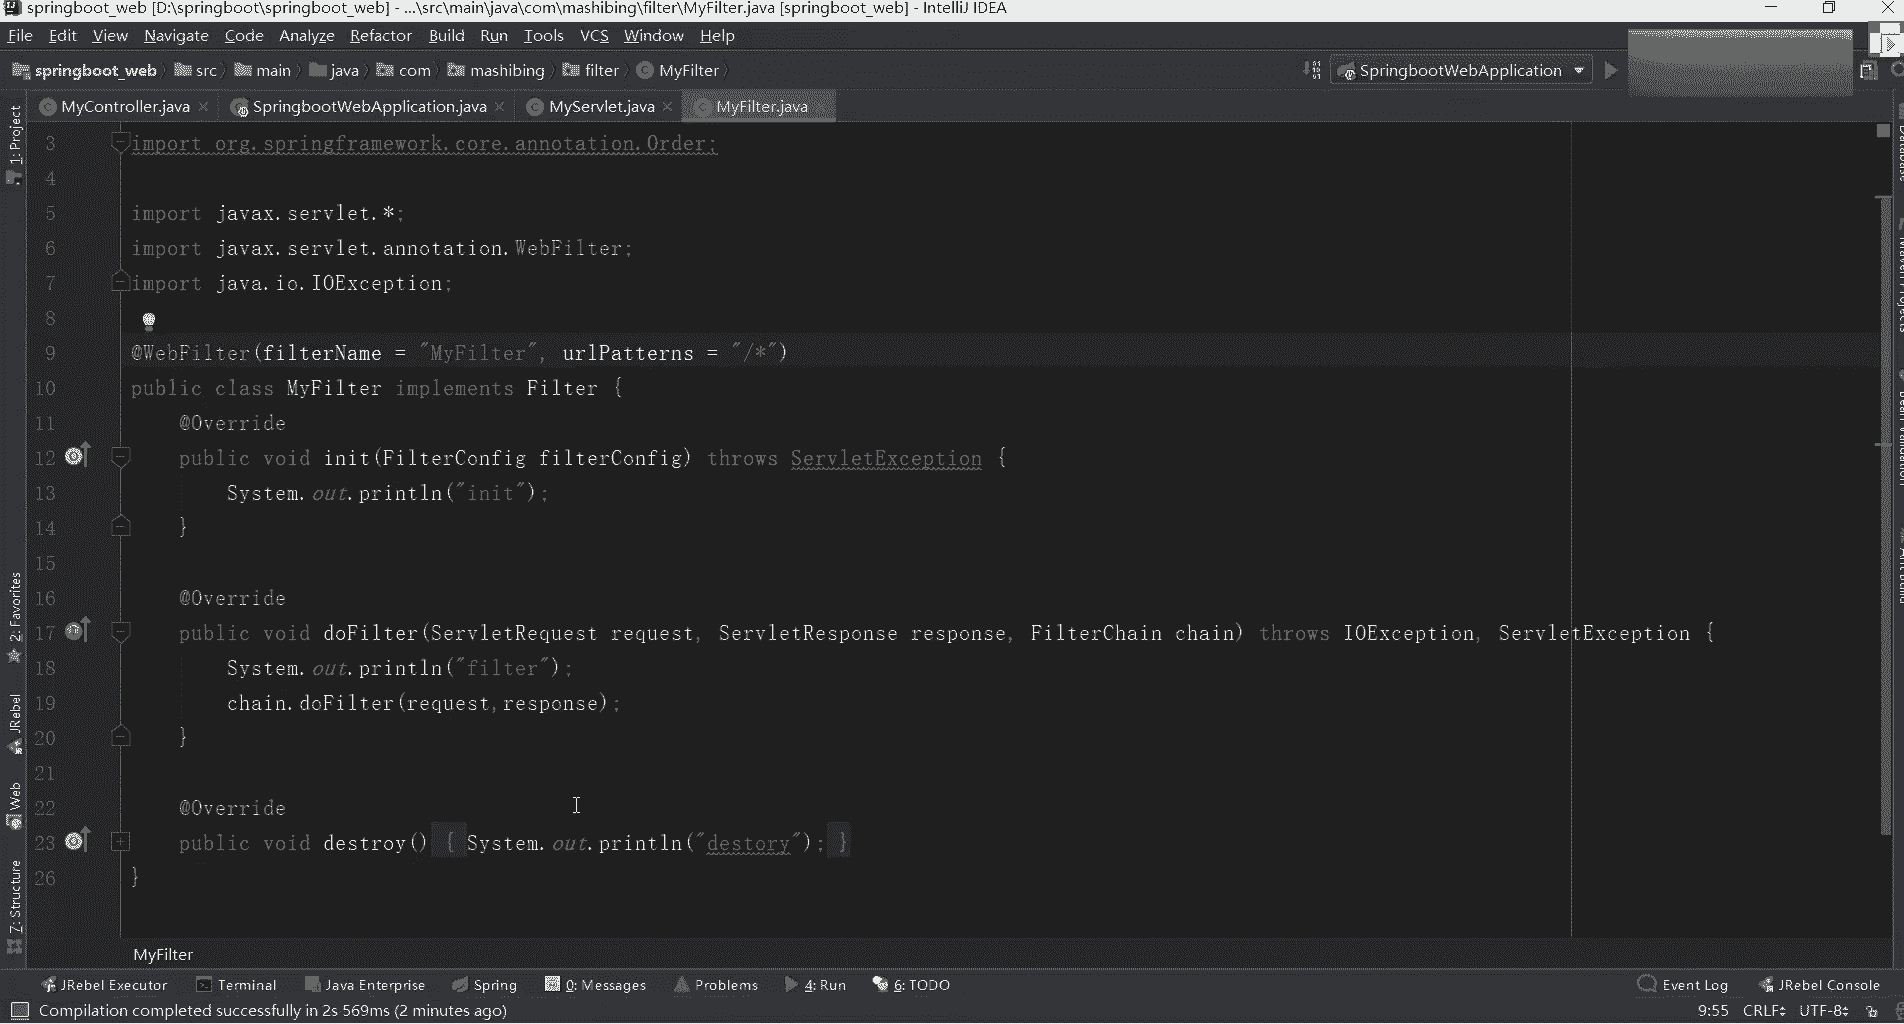 springboot_web [D:\springboot\springboot_web] - ...\src\main\java\com\mashibing\filter\MyFilter.java [springboot_web] - IntelliJ IDEA
File Edit View Navigate Code Analyze Refactor Build Run Tools VCS Window Help
springboot_web src main java com mashibing filter MyFilter SpringbootWebApplication
MyController.java SpringbootWebApplication.java MyServlet.java MyFilter.java
1: Project
2: Favorites
JRebel
Web
7: Structure
3 import org.springframework.core.annotation.Order;
4
5 import javax.servlet.*;
6 import javax.servlet.annotation.WebFilter;
7 import java.io.IOException;
8
9 @WebFilter(filterName = "MyFilter", urlPatterns = "/*")
10 public class MyFilter implements Filter {
11 @Override
12 public void init(FilterConfig filterConfig) throws ServletException {
13 System.out.println("init");
14 }
15
16 @Override
17 public void doFilter(ServletRequest request, ServletResponse response, FilterChain chain) throws IOException, ServletException {
18 System.out.println("filter");
19 chain.doFilter(request,response);
20 }
21
22 @Override
23 public void destroy() { System.out.println("destory"); }
26 }
MyFilter
JRebel Executor Terminal Java Enterprise Spring 0: Messages Problems 4: Run 6: TODO Event Log JRebel Console
Compilation completed successfully in 2s 569ms (2 minutes ago) 9:55 CRLF UTF-8